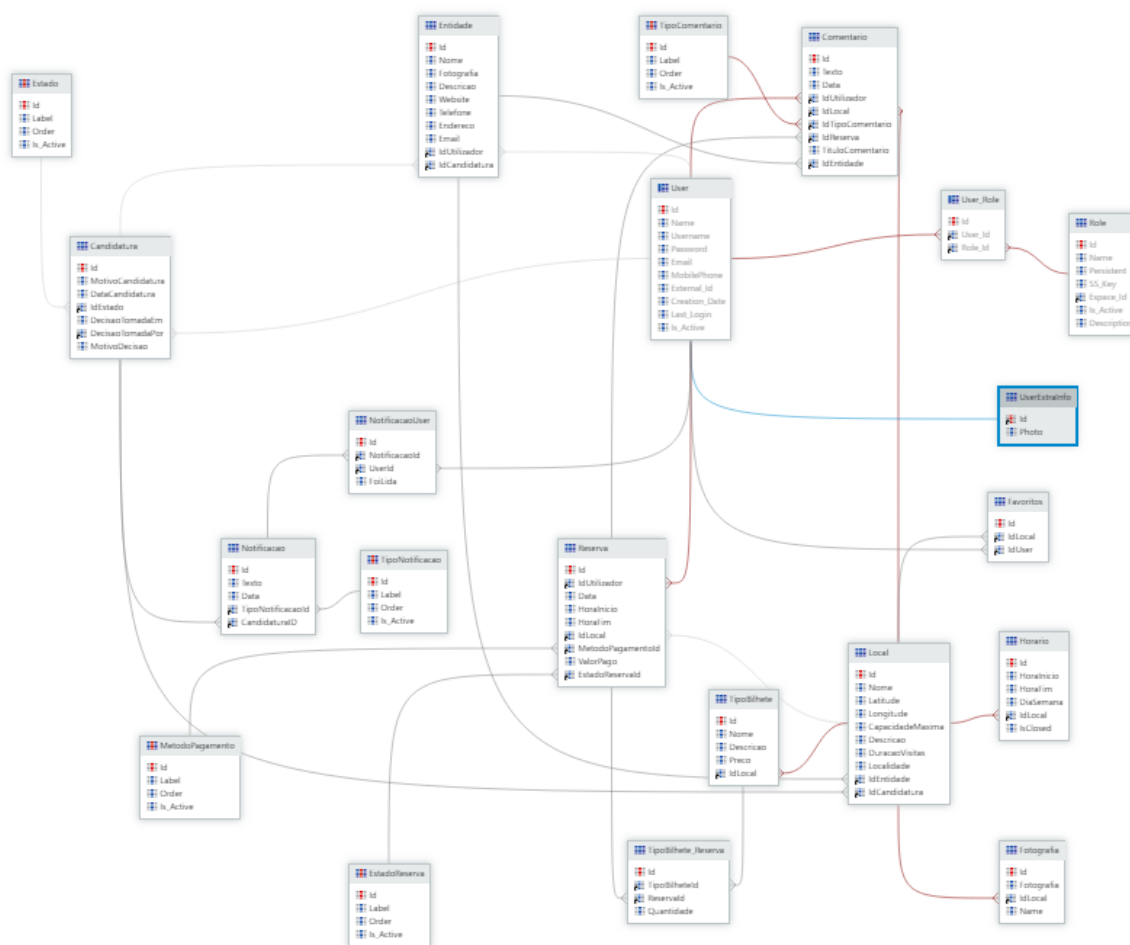 Entidade
Id
Nome
Fotografia
Descricao
Website
Telefone
Endereco
Email
IdUtilizador
IdCandidatura
TipoComentario
Id
Label
Order
Is_Active
Comentario
Id
Texto
Data
IdUtilizador
IdLocal
IdTipoComentario
IdReserva
TituloComentario
IdEntidade
Estado
Id
Label
Order
Is_Active
User
Id
Name
Username
Password
Email
MobilePhone
External_Id
Creation_Date
Last_Login
Is_Active
User_Role
Id
User_Id
Role_Id
Role
Id
Name
Persistent
SS_Key
Espace_Id
Is_Active
Description
Candidatura
Id
MotivoCandidatura
DataCandidatura
IdEstado
DecisaoTomadaEm
DecisaoTomadaPor
MotivoDecisao
UserExtraInfo
Id
Photo
NotificacaoUser
Id
NotificacaoId
UserId
FoiLida
Favoritos
Id
IdLocal
IdUser
Notificacao
Id
Texto
Data
TipoNotificacaoId
CandidaturaID
TipoNotificacao
Id
Label
Order
Is_Active
Reserva
Id
IdUtilizador
Data
HoraInicio
HoraFim
IdLocal
MetodoPagamentoId
ValorPago
EstadoReservaId
Local
Id
Nome
Latitude
Longitude
CapacidadeMaxima
Descricao
DuracaoVisitas
Localidade
IdEntidade
IdCandidatura
Horario
Id
HoraInicio
HoraFim
DiaSemana
IdLocal
IsClosed
TipoBilhete
Id
Nome
Descricao
Preco
IdLocal
MetodoPagamento
Id
Label
Order
Is_Active
TipoBilhete_Reserva
Id
TipoBilheteId
ReservaId
Quantidade
Fotografia
Id
Fotografia
IdLocal
Name
EstadoReserva
Id
Label
Order
Is_Active